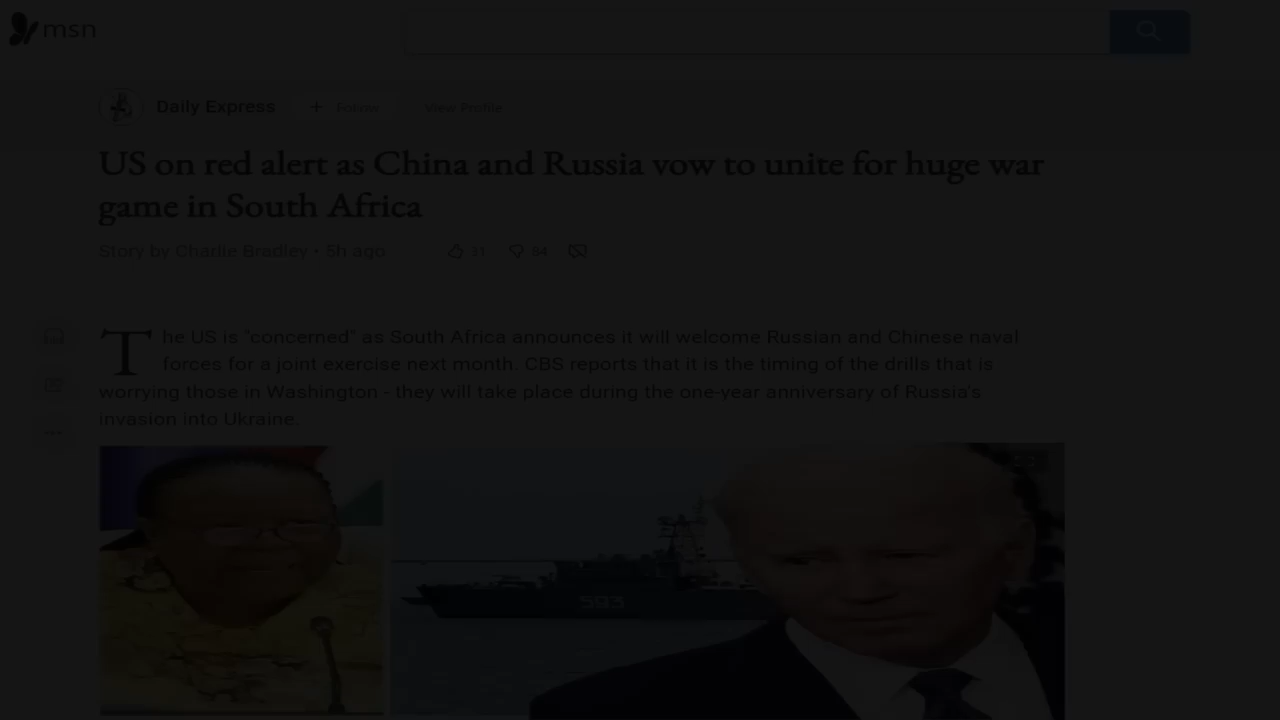 msn
Daily Express
+ Follow
View Profile
US on red alert as China and Russia vow to unite for huge war
game in South Africa
Story by Charlie Bradley • 5h ago
31
84
The US is "concerned" as South Africa announces it will welcome Russian and Chinese naval
forces for a joint exercise next month. CBS reports that it is the timing of the drills that is
worrying those in Washington - they will take place during the one-year anniversary of Russia's
invasion into Ukraine.
593